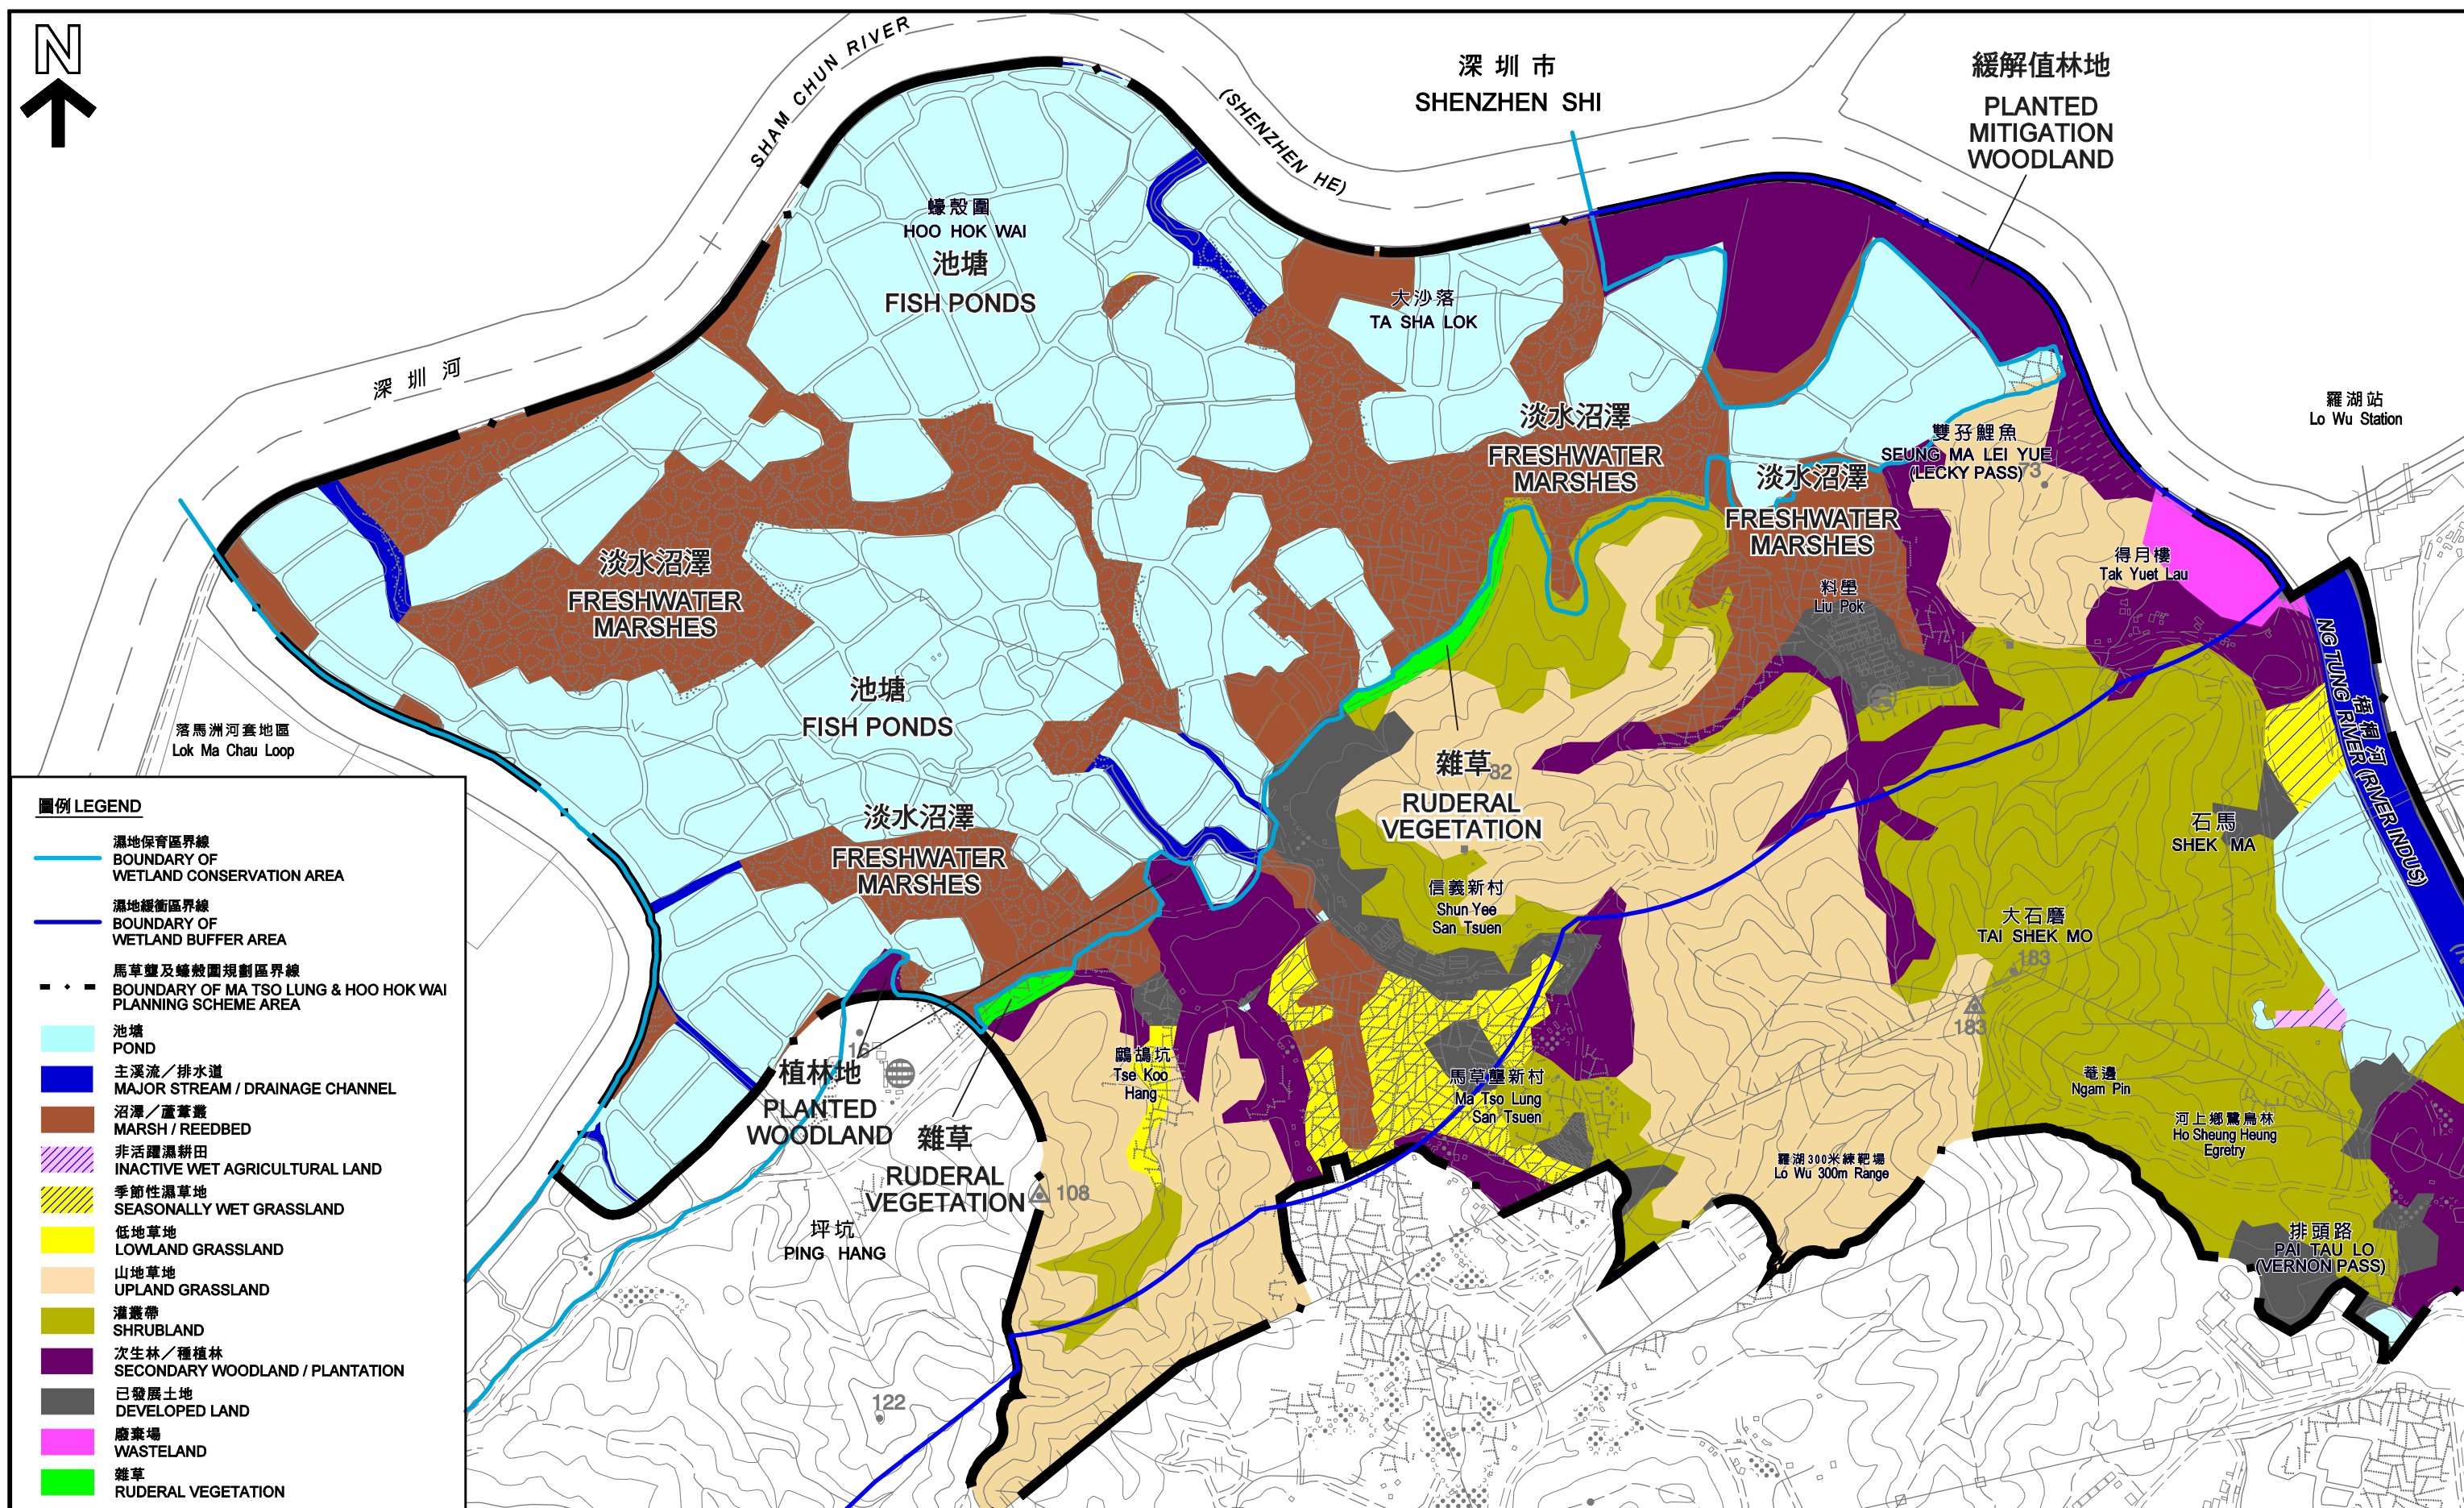 N
SHAM CHUN RIVER
(SHENZHEN HE)
深圳河
深圳市
SHENZHEN SHI
緩解值林地
PLANTED
MITIGATION
WOODLAND
蠔殼圍
HOO HOK WAI
池塘
FISH PONDS
大沙落
TA SHA LOK
淡水沼澤
FRESHWATER
MARSHES
淡水沼澤
FRESHWATER
MARSHES
雙孖鯉魚
SEUNG MA LEI YUE
(LECKY PASS)
73
羅湖站
Lo Wu Station
得月樓
Tak Yuet Lau
料壆
Liu Pok
淡水沼澤
FRESHWATER
MARSHES
池塘
FISH PONDS
落馬洲河套地區
Lok Ma Chau Loop
梧桐河
NG TUNG RIVER (RIVER INDUS)
雜草
82
RUDERAL
VEGETATION
淡水沼澤
FRESHWATER
MARSHES
石馬
SHEK MA
信義新村
Shun Yee
San Tsuen
大石磨
TAI SHEK MO
183
183
鷓鴣坑
Tse Koo
Hang
馬草壟新村
Ma Tso Lung
San Tsuen
菴邊
Ngam Pin
河上鄉鷺鳥林
Ho Sheung Heung
Egretry
羅湖300米練靶場
Lo Wu 300m Range
16
植林地
PLANTED
WOODLAND
雜草
RUDERAL
VEGETATION
108
坪坑
PING HANG
排頭路
PAI TAU LO
(VERNON PASS)
122
圖例 LEGEND
濕地保育區界線
BOUNDARY OF
WETLAND CONSERVATION AREA
濕地緩衝區界線
BOUNDARY OF
WETLAND BUFFER AREA
馬草壟及蠔殼圍規劃區界線
BOUNDARY OF MA TSO LUNG & HOO HOK WAI
PLANNING SCHEME AREA
池塘
POND
主溪流／排水道
MAJOR STREAM / DRAINAGE CHANNEL
沼澤／蘆葦叢
MARSH / REEDBED
非活躍濕耕田
INACTIVE WET AGRICULTURAL LAND
季節性濕草地
SEASONALLY WET GRASSLAND
低地草地
LOWLAND GRASSLAND
山地草地
UPLAND GRASSLAND
灌叢帶
SHRUBLAND
次生林／種植林
SECONDARY WOODLAND / PLANTATION
已發展土地
DEVELOPED LAND
廢棄場
WASTELAND
雜草
RUDERAL VEGETATION